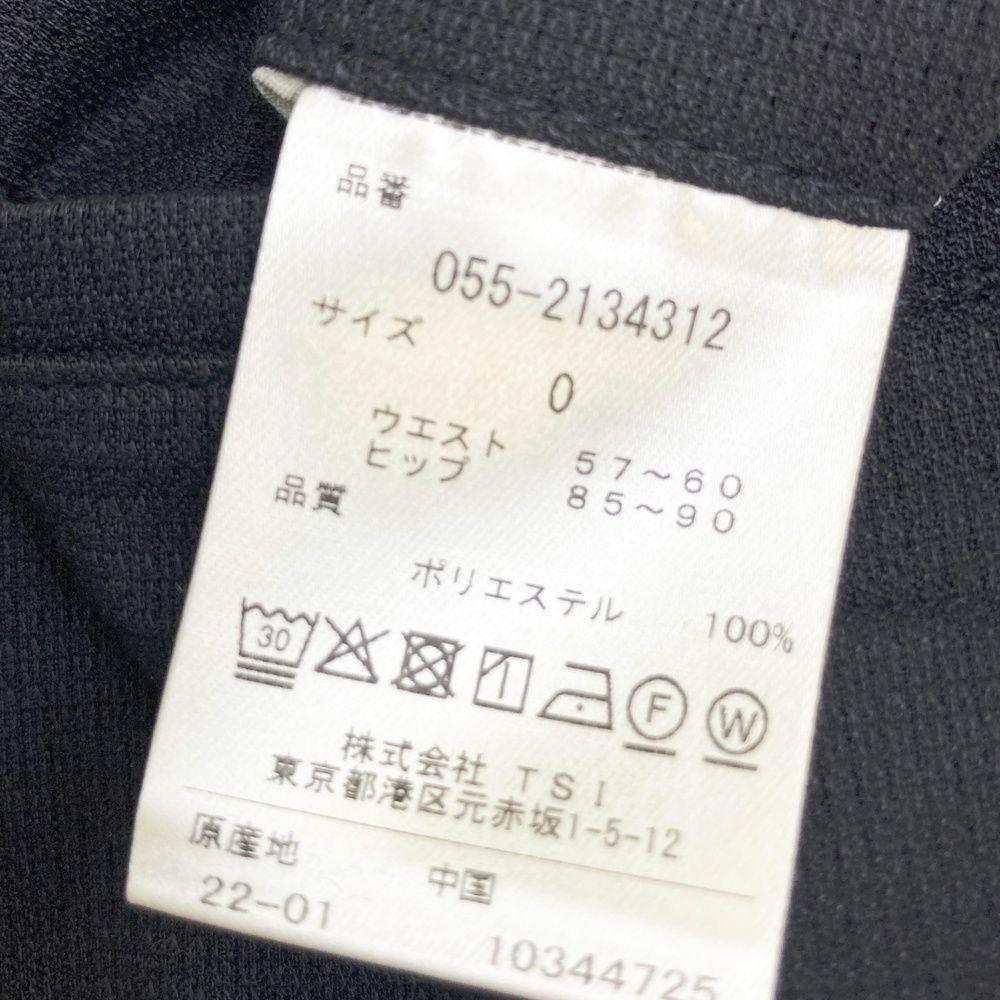 品番
055-2134312
サイズ
0
ウエスト 57～60
ヒップ 85～90
品質
ポリエステル 100%
30
F W
株式会社 TSI
東京都港区元赤坂1-5-12
原産地 中国
22-01 10344725